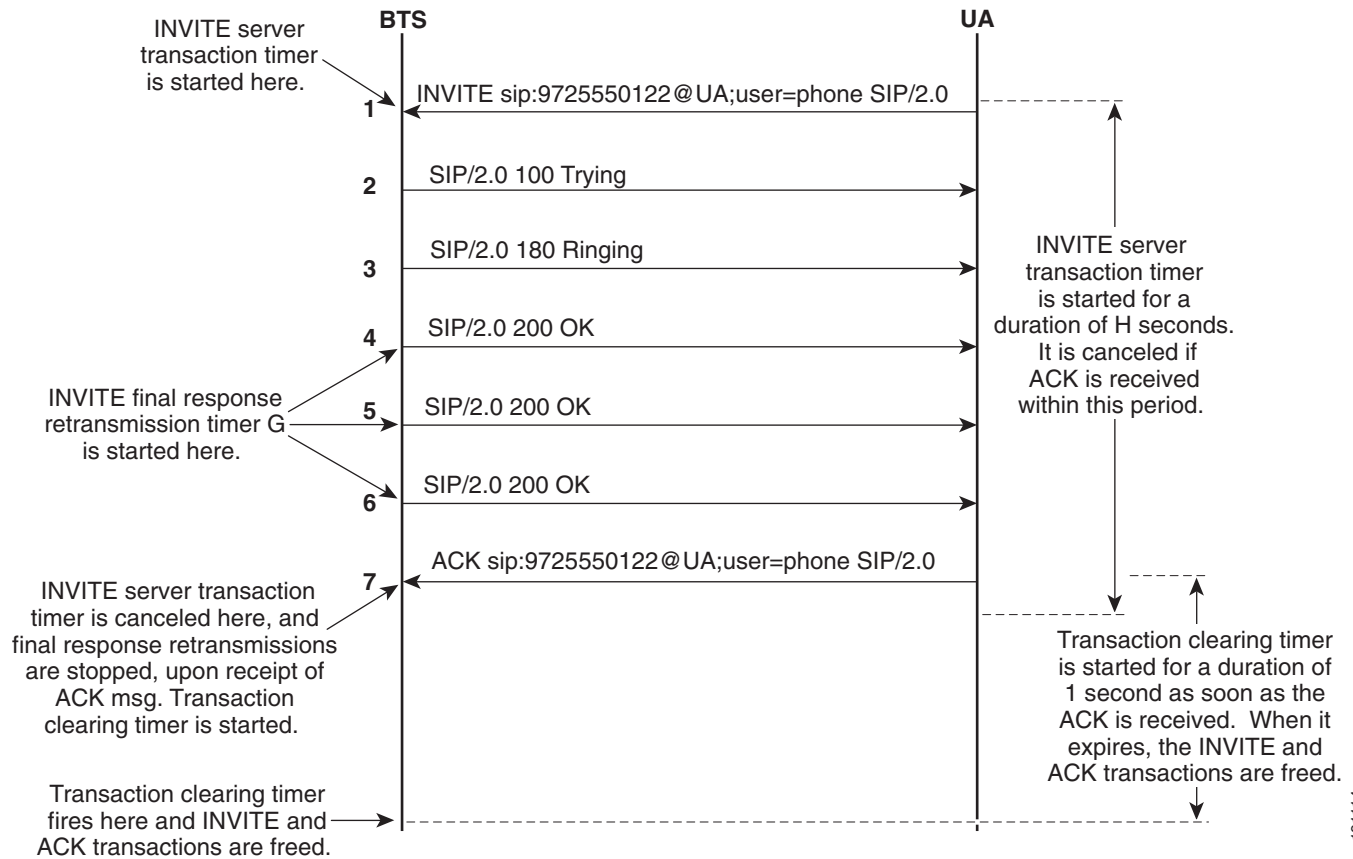 BTS
UA
INVITE server
transaction timer
is started here.
1
INVITE sip:9725550122@UA;user=phone SIP/2.0
2
SIP/2.0 100 Trying
3
SIP/2.0 180 Ringing
INVITE server
transaction timer
is started for a
duration of H seconds.
It is canceled if
ACK is received
within this period.
4
SIP/2.0 200 OK
INVITE final response
retransmission timer G
is started here.
5
SIP/2.0 200 OK
6
SIP/2.0 200 OK
7
ACK sip:9725550122@UA;user=phone SIP/2.0
INVITE server transaction
timer is canceled here, and
final response retransmissions
are stopped, upon receipt of
ACK msg. Transaction
clearing timer is started.
Transaction clearing timer
is started for a duration of
1 second as soon as the
ACK is received. When it
expires, the INVITE and
ACK transactions are freed.
Transaction clearing timer
fires here and INVITE and
ACK transactions are freed.